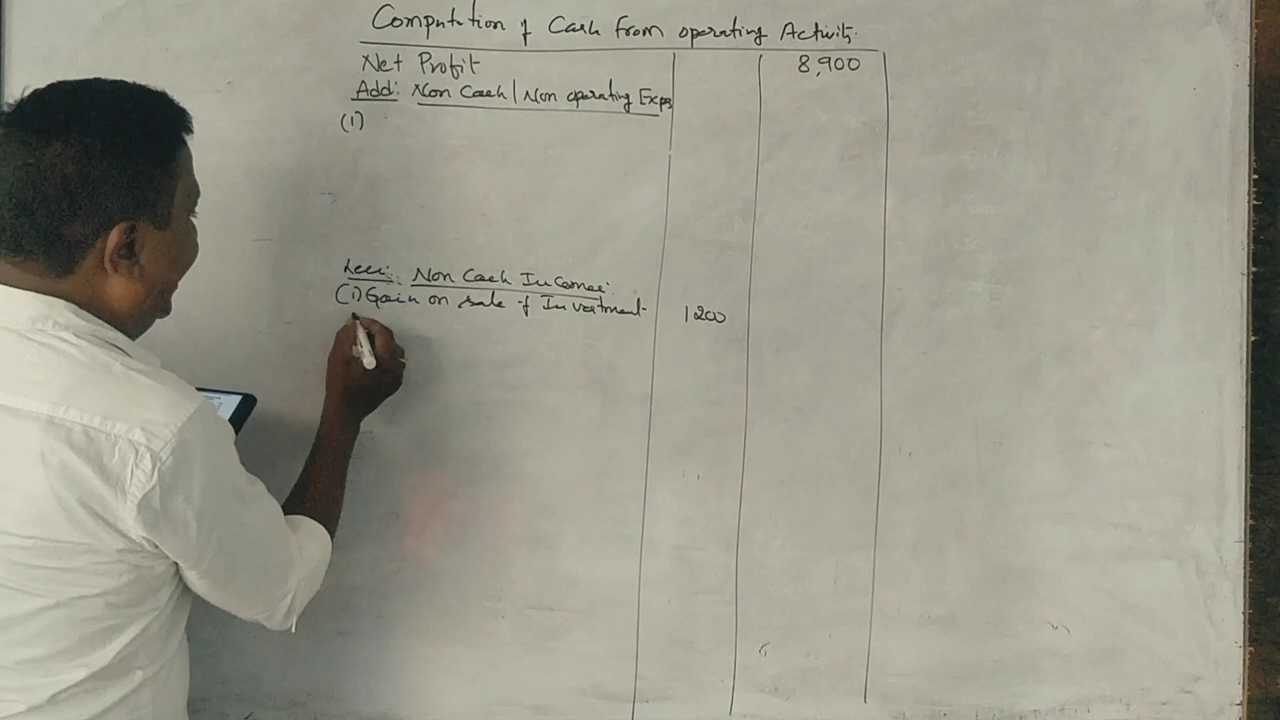 Computation of Cash from operating Activity.
Net Profit 8,900
Add: Non Cash / Non operating Exps
(1)
Less: Non Cash Incomes:
(1) Gain on sale of Investment 1200